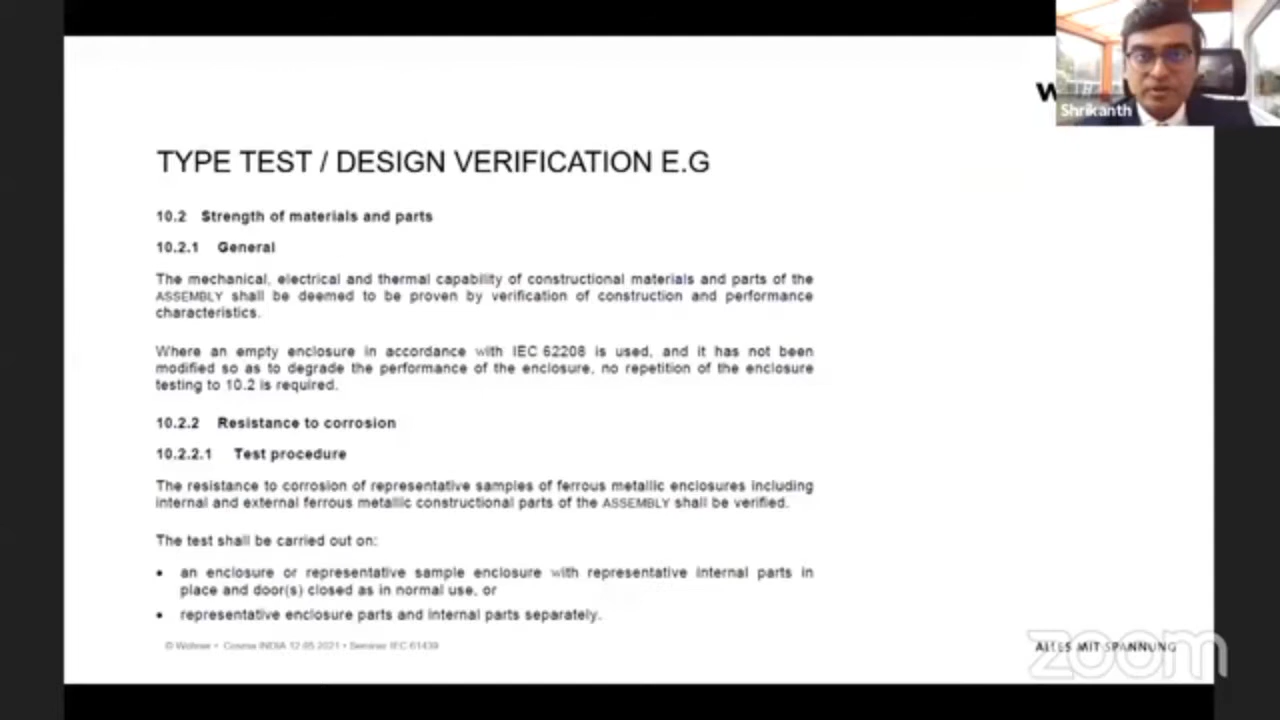 W
Shrikanth
TYPE TEST / DESIGN VERIFICATION E.G
10.2 Strength of materials and parts
10.2.1 General
The mechanical, electrical and thermal capability of constructional materials and parts of the
ASSEMBLY shall be deemed to be proven by verification of construction and performance
characteristics.
Where an empty enclosure in accordance with IEC 62208 is used, and it has not been
modified so as to degrade the performance of the enclosure, no repetition of the enclosure
testing to 10.2 is required.
10.2.2 Resistance to corrosion
10.2.2.1 Test procedure
The resistance to corrosion of representative samples of ferrous metallic enclosures including
internal and external ferrous metallic constructional parts of the ASSEMBLY shall be verified.
The test shall be carried out on:
• an enclosure or representative sample enclosure with representative internal parts in
place and door(s) closed as in normal use, or
• representative enclosure parts and internal parts separately.
© Wöhner • Cosma INDIA 12.05.2021 • Seminar IEC 61439
ALLES MIT SPANNUNG
zoom